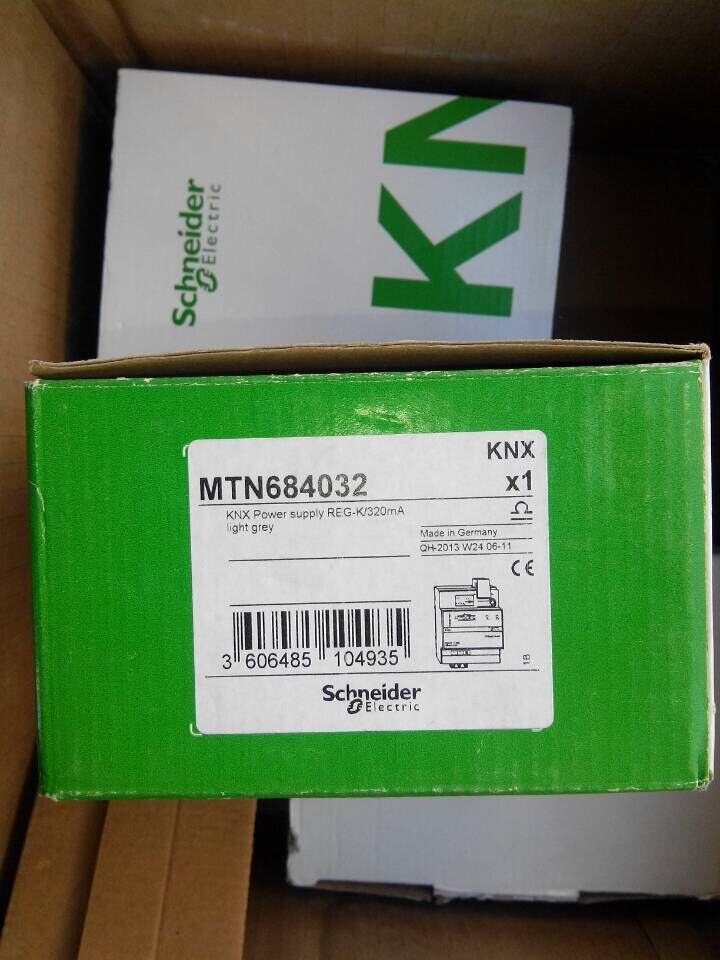 Schneider
Electric
KN
KNX
MTN684032
x1
KNX Power supply REG-K/320mA
light grey
Made in Germany
QH-2013 W24 06-11
CE
3 606485 104935
18
Schneider
Electric